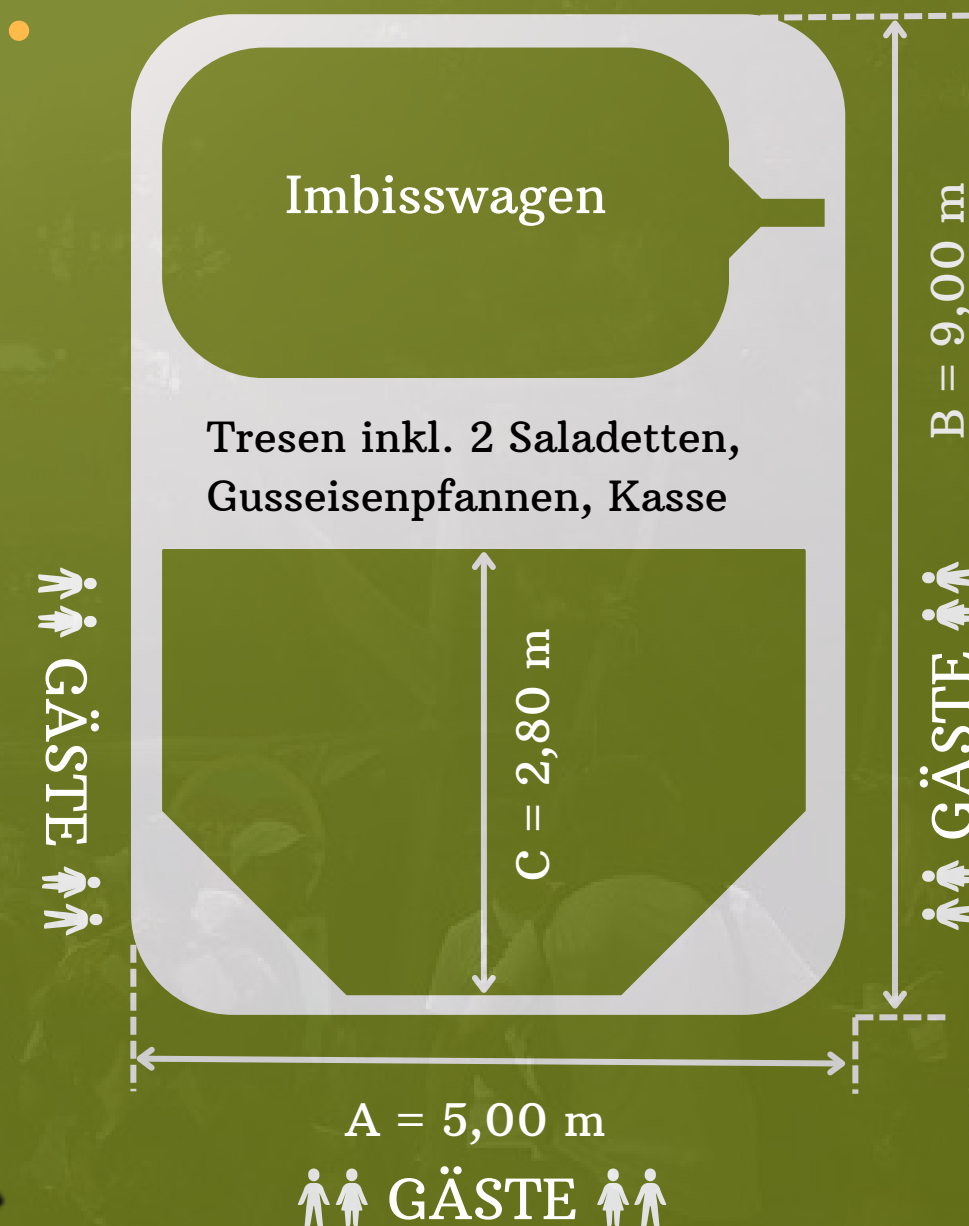 Imbisswagen
B = 9,00 m
Tresen inkl. 2 Saladetten,
Gusseisenpfannen, Kasse
GÄSTE
C = 2,80 m
GÄSTE
A = 5,00 m
GÄSTE